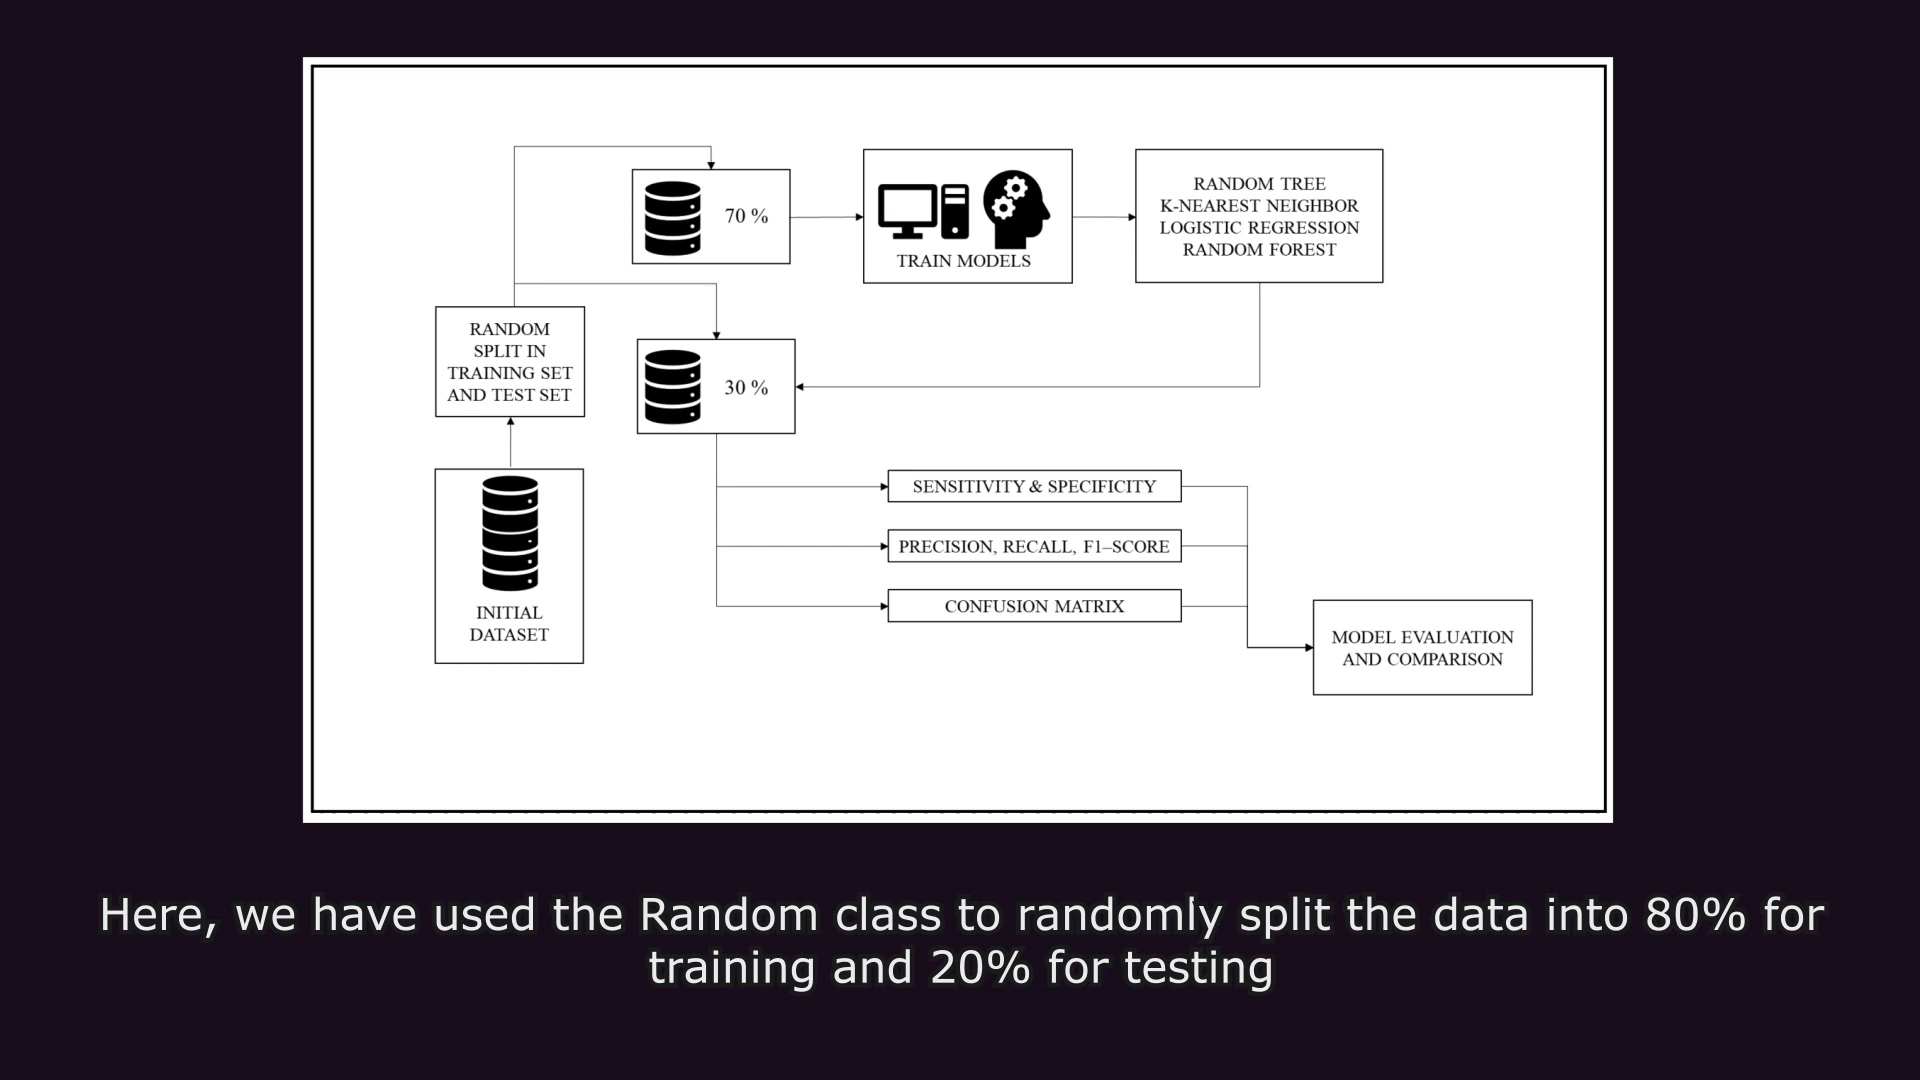 70 %
TRAIN MODELS
RANDOM TREE
K-NEAREST NEIGHBOR
LOGISTIC REGRESSION
RANDOM FOREST
RANDOM
SPLIT IN
TRAINING SET
AND TEST SET
30 %
INITIAL
DATASET
SENSITIVITY & SPECIFICITY
PRECISION, RECALL, F1–SCORE
CONFUSION MATRIX
MODEL EVALUATION
AND COMPARISON
Here, we have used the Random class to randomly split the data into 80% for
training and 20% for testing